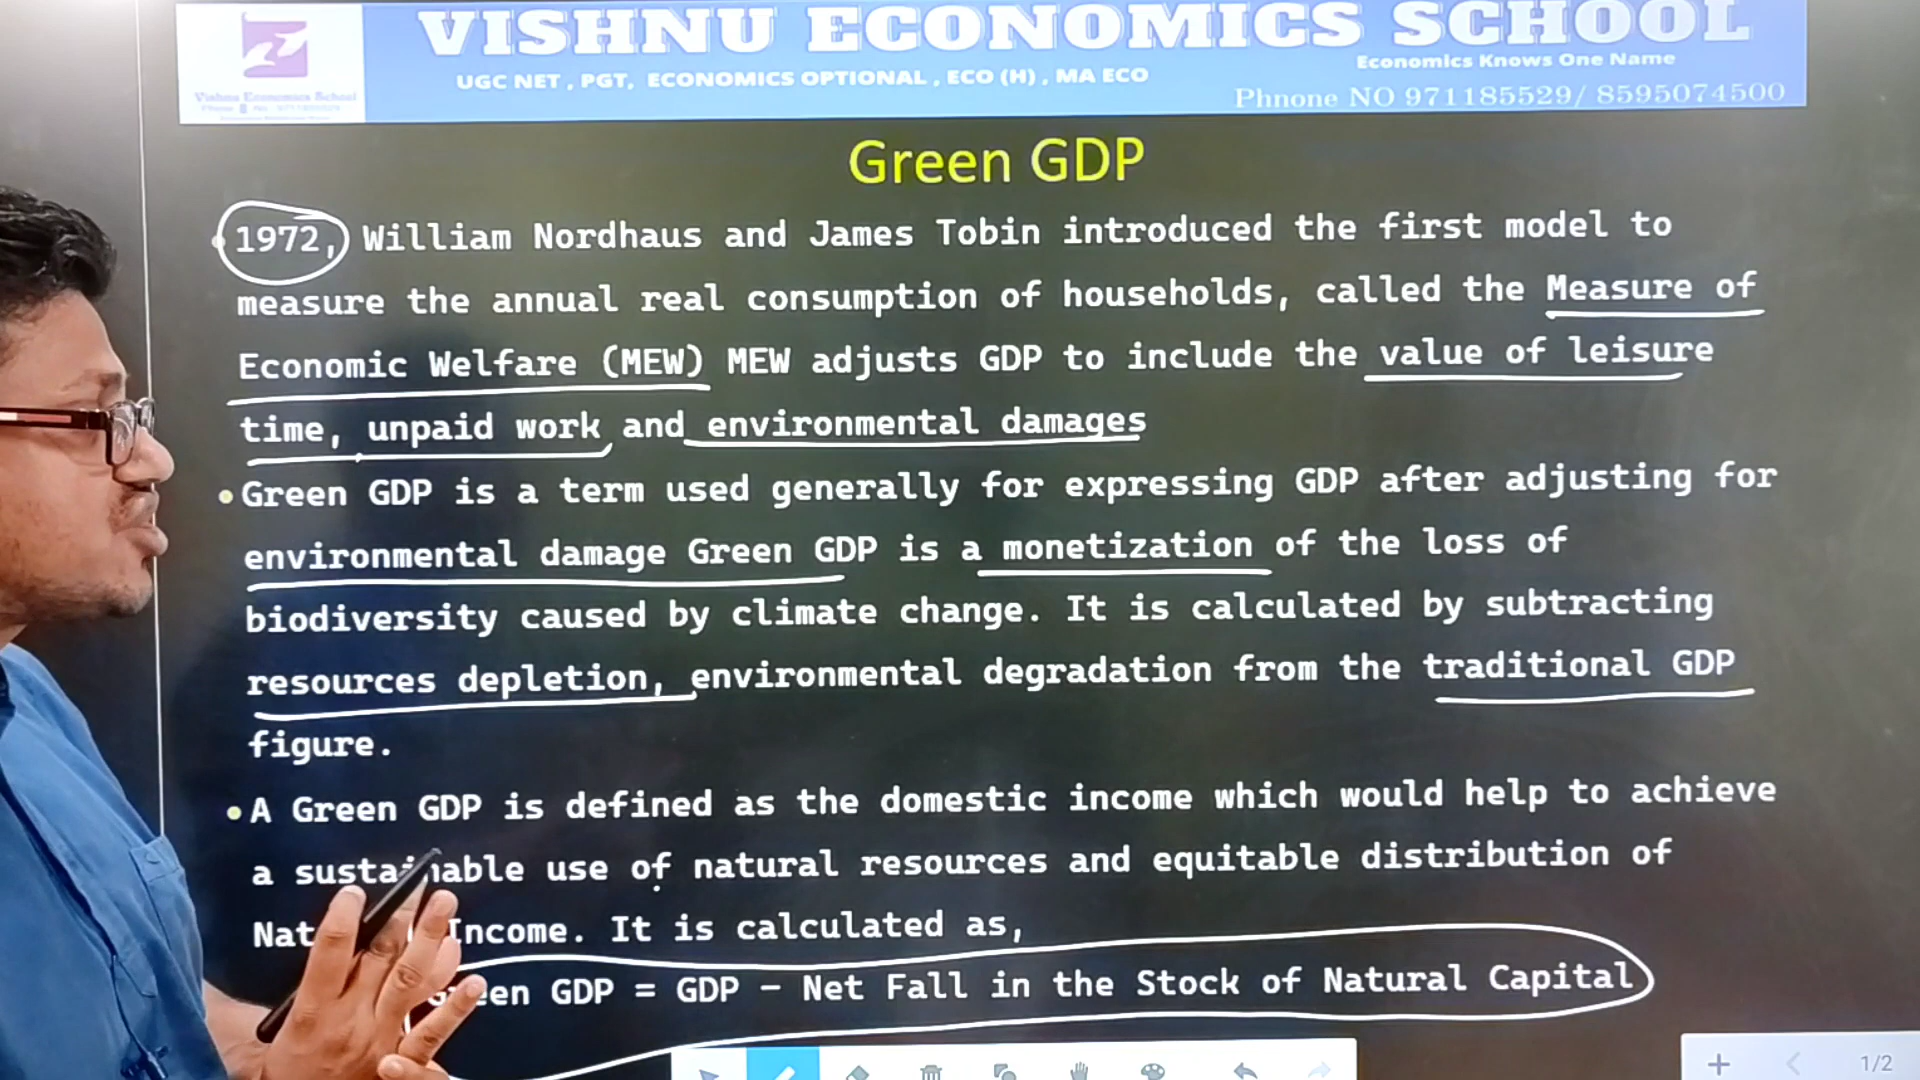 VISHNU ECONOMICS SCHOOL
Economics Knows One Name
UGC NET , PGT, ECONOMICS OPTIONAL , ECO (H) , MA ECO
Phnone NO 971185529/ 8595074500
Vishnu Economics School
Green GDP
1972, William Nordhaus and James Tobin introduced the first model to
measure the annual real consumption of households, called the Measure of
Economic Welfare (MEW) MEW adjusts GDP to include the value of leisure
time, unpaid work and environmental damages
• Green GDP is a term used generally for expressing GDP after adjusting for
environmental damage Green GDP is a monetization of the loss of
biodiversity caused by climate change. It is calculated by subtracting
resources depletion, environmental degradation from the traditional GDP
figure.
• A Green GDP is defined as the domestic income which would help to achieve
a sustainable use of natural resources and equitable distribution of
Income. It is calculated as,
Green GDP = GDP – Net Fall in the Stock of Natural Capital
1/2